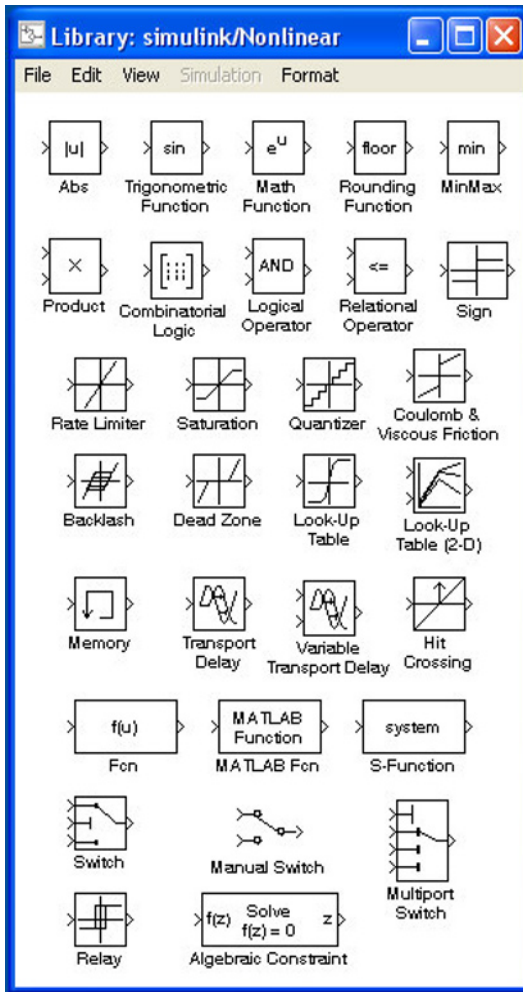 Library: simulink/Nonlinear
File Edit View Simulation Format
|u| sin e^u floor min
Abs Trigonometric Function Math Function Rounding Function MinMax
× [⋮⋮⋮] AND <=
Product Combinatorial Logic Logical Operator Relational Operator Sign
Rate Limiter Saturation Quantizer Coulomb & Viscous Friction
Backlash Dead Zone Look-Up Table Look-Up Table (2-D)
Memory Transport Delay Variable Transport Delay Hit Crossing
f(u) MATLAB Function system
Fcn MATLAB Fcn S-Function
Switch Manual Switch Multiport Switch
f(z) Solve f(z) = 0 z
Relay Algebraic Constraint